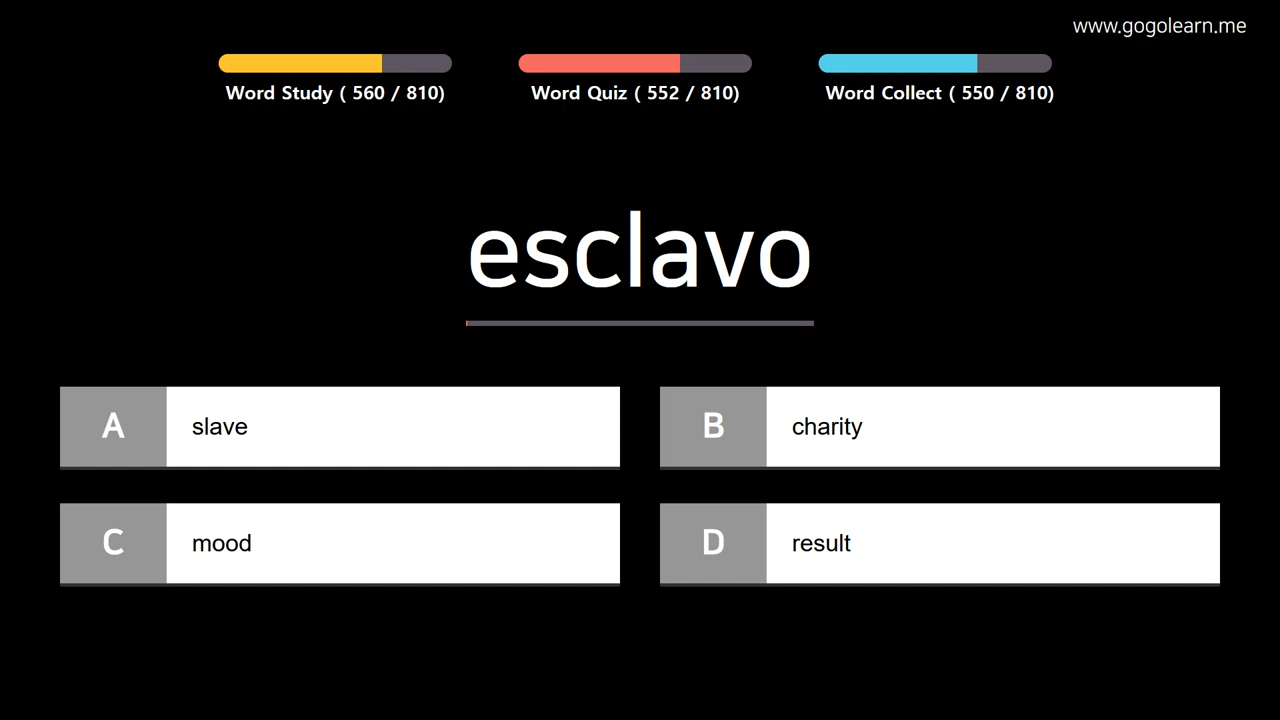 www.gogolearn.me
Word Study ( 560 / 810)
Word Quiz ( 552 / 810)
Word Collect ( 550 / 810)
esclavo
A slave
B charity
C mood
D result